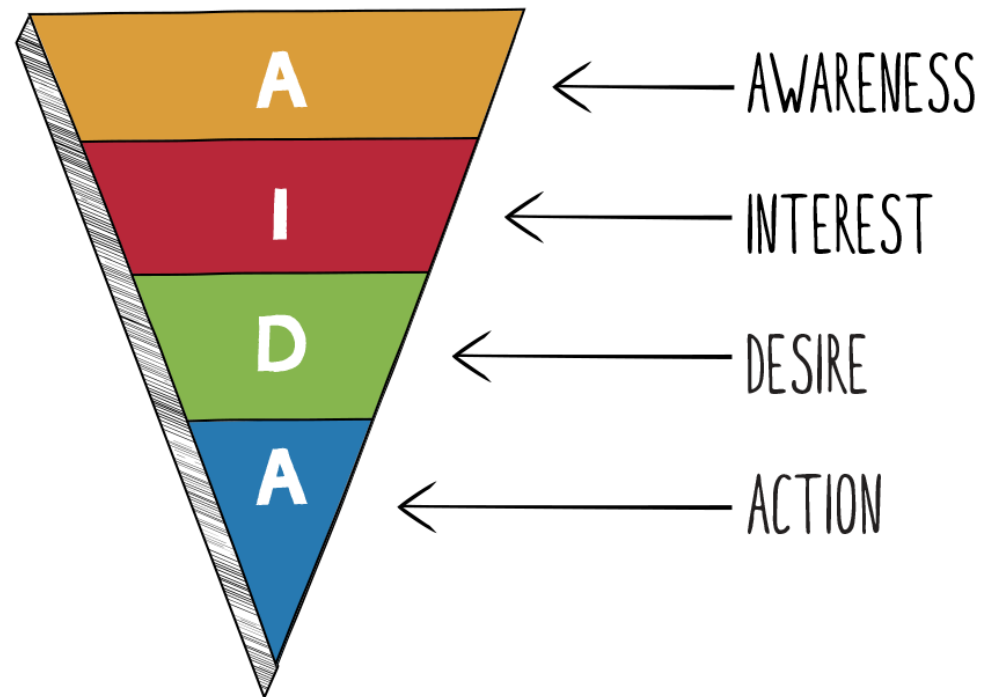 A
AWARENESS
I
INTEREST
D
DESIRE
A
ACTION